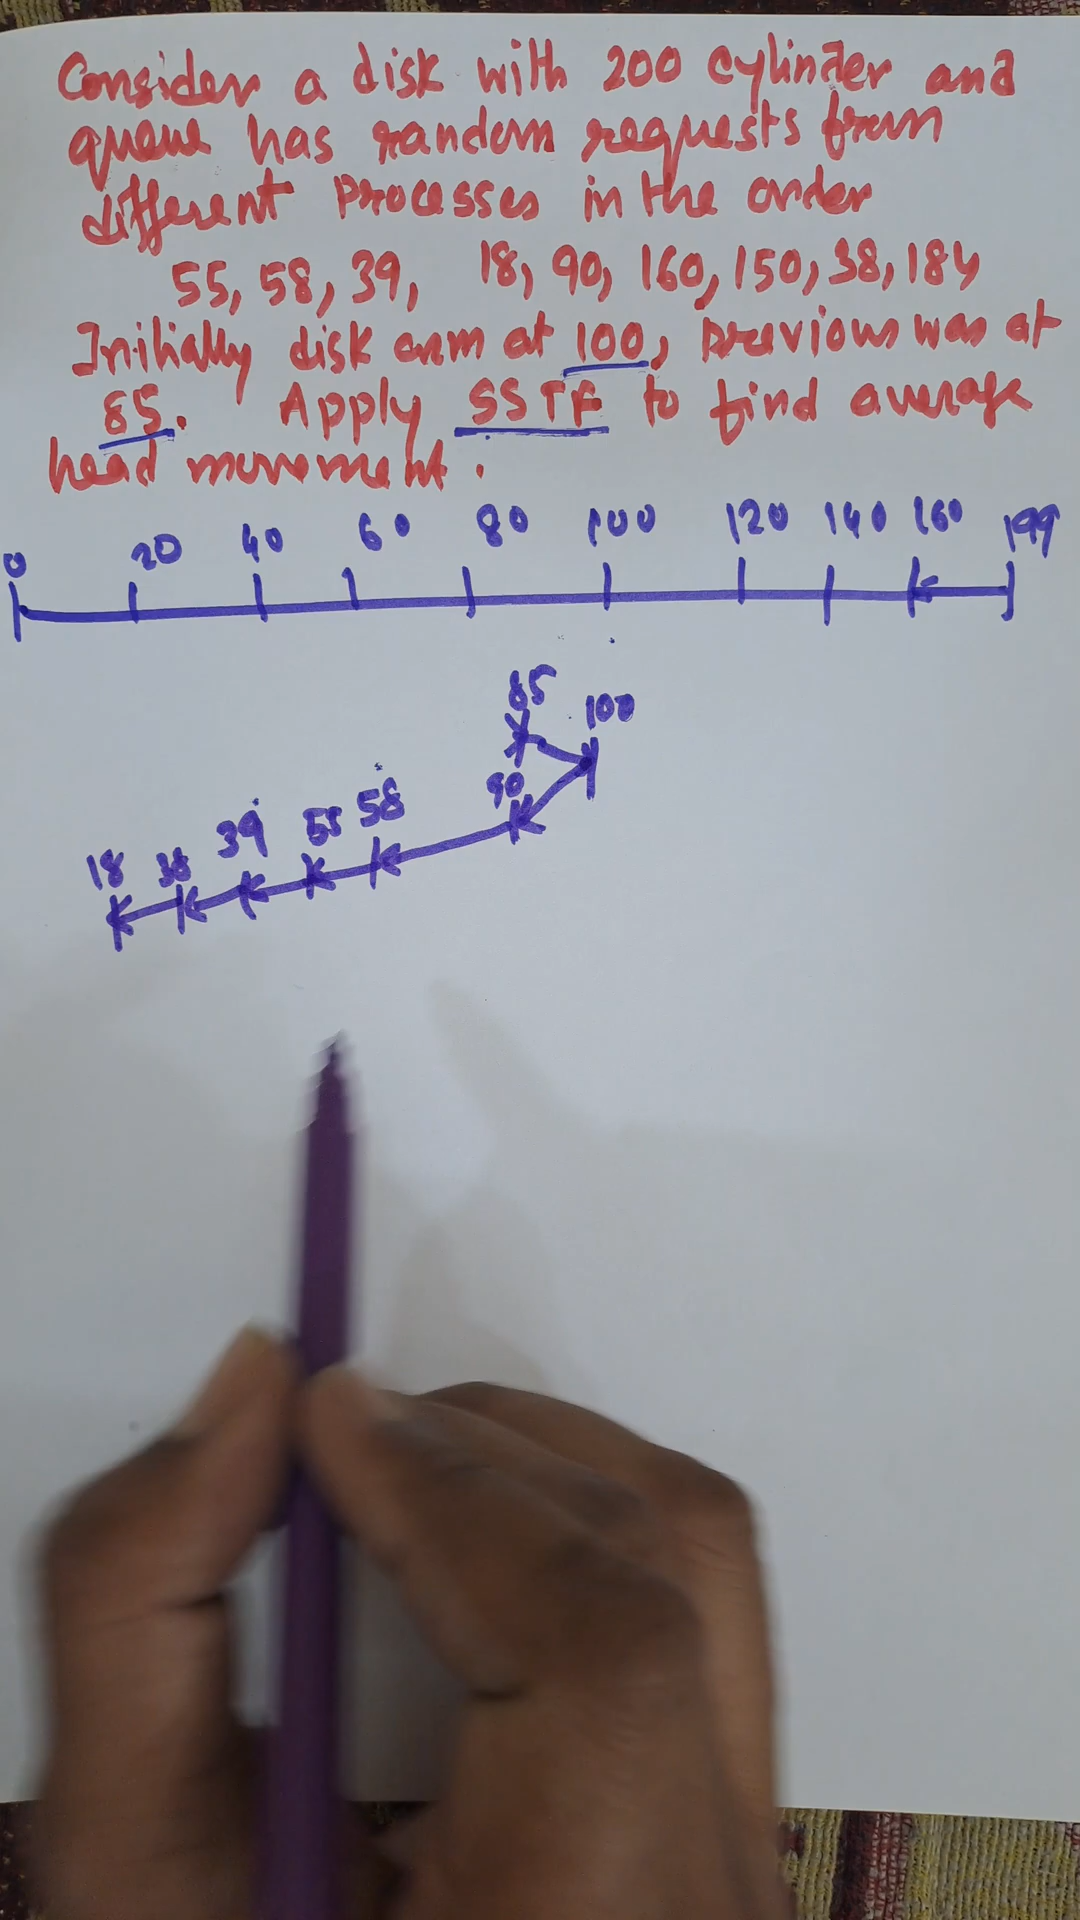 Consider a disk with 200 cylinder and
queue has random requests from
different Processes in the order
55, 58, 39, 18, 90, 160, 150, 38, 184
Initially disk arm at 100, previous was at
85. Apply SSTF to find average
head movement.
0 20 40 60 80 100 120 140 160 199
85
100
90
58
55
39
38
18